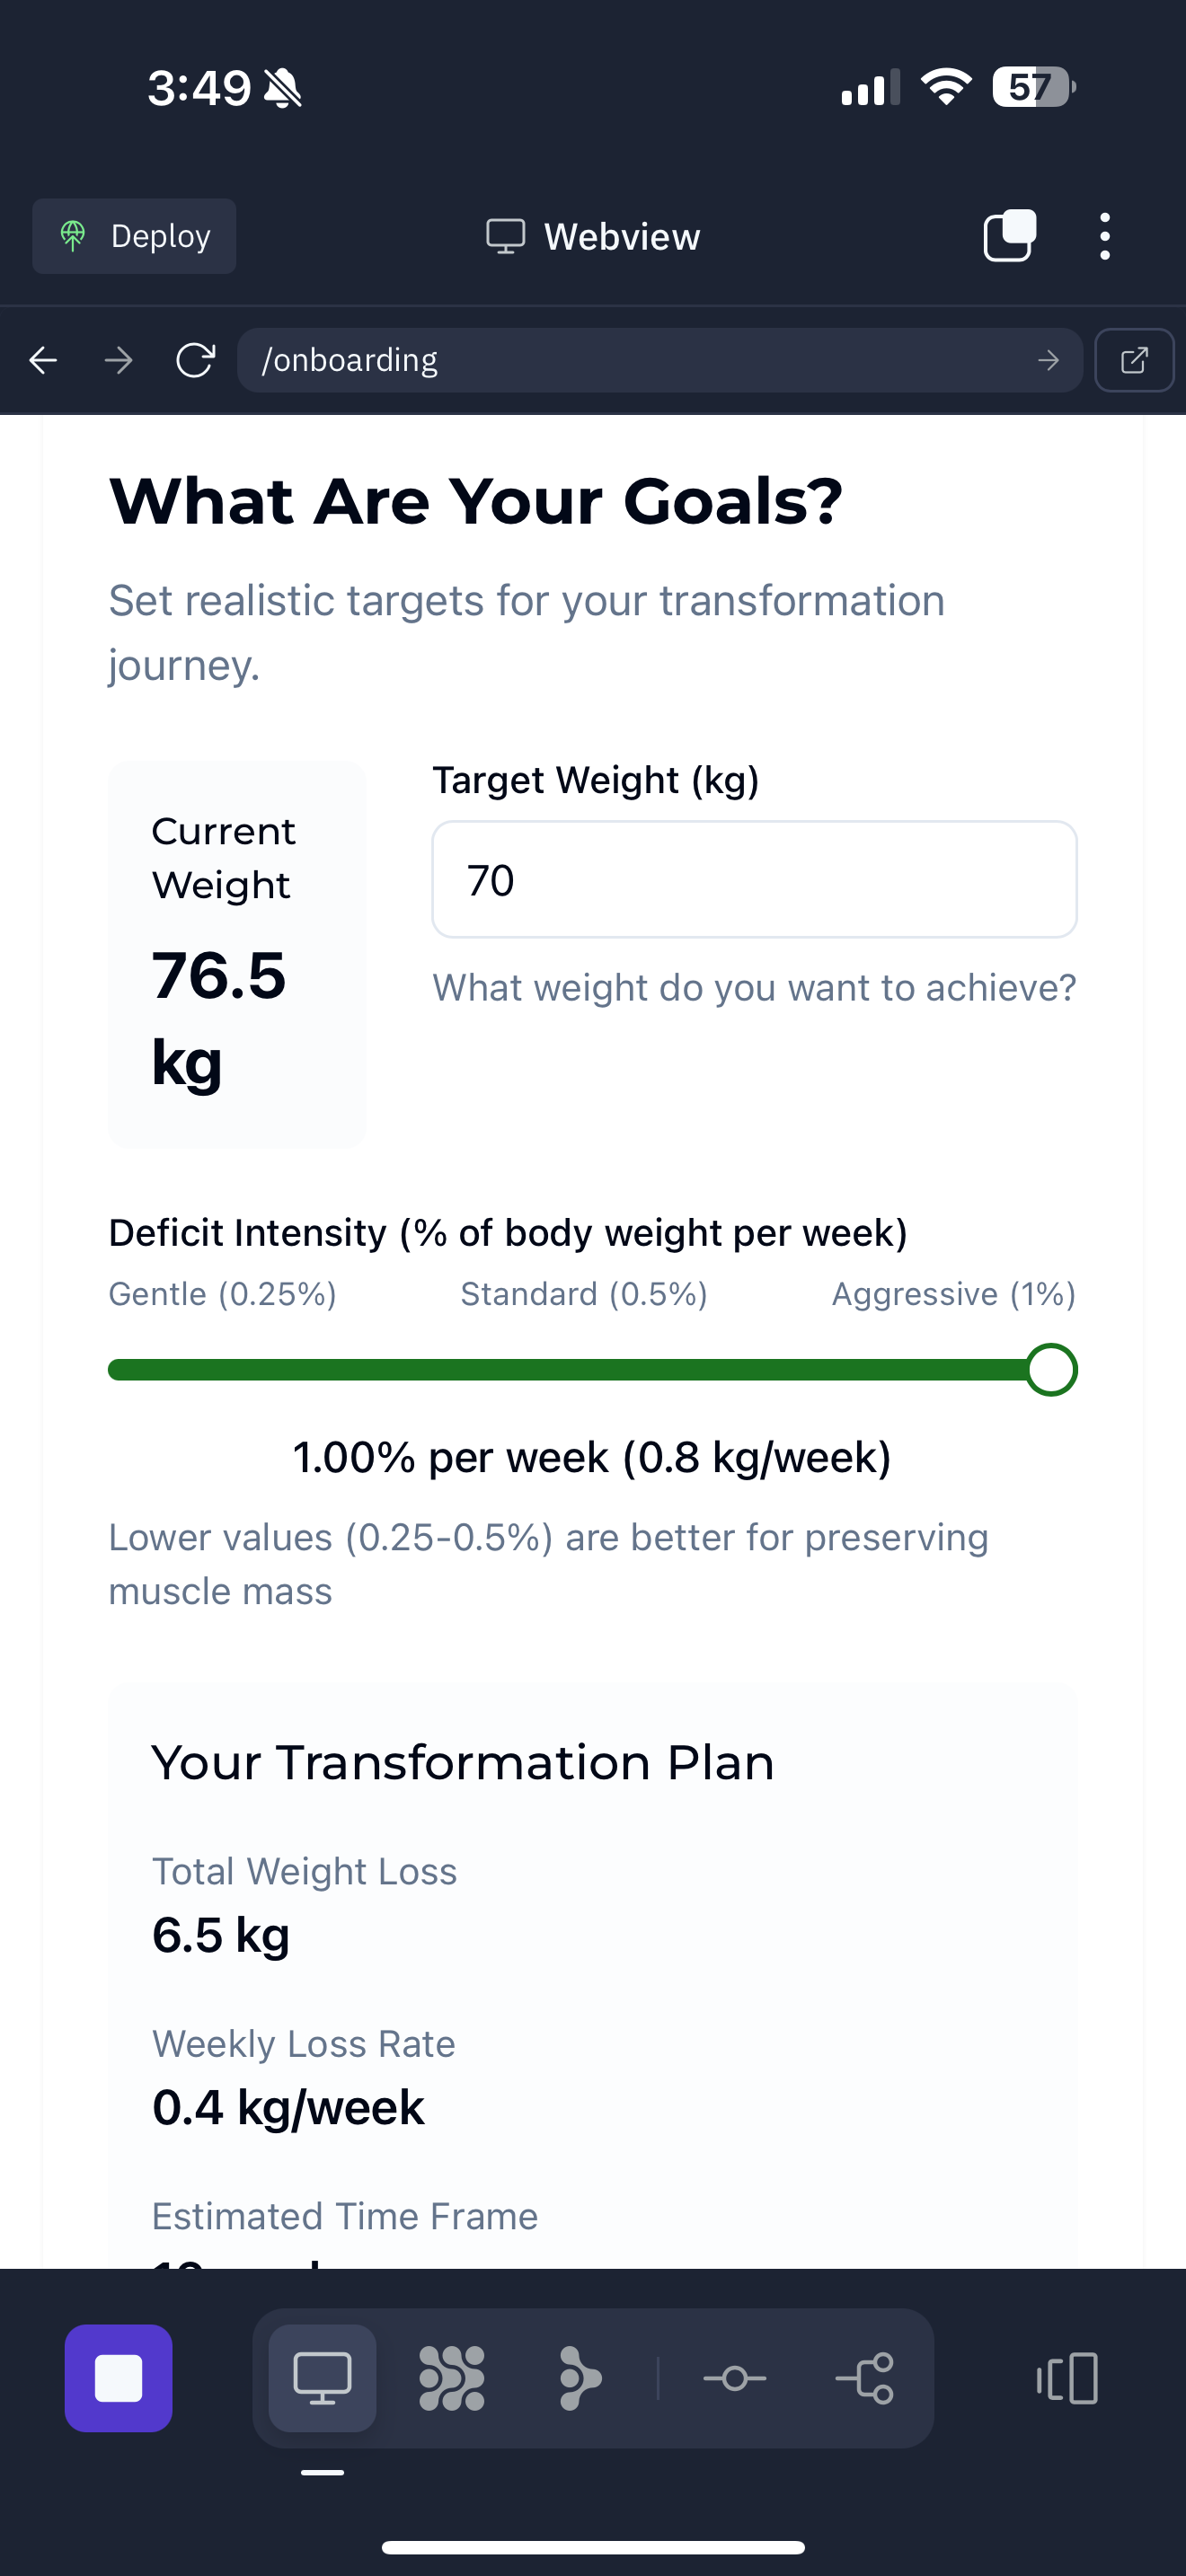 3:49
57
Deploy
Webview
/onboarding
What Are Your Goals?
Set realistic targets for your transformation
journey.
Current
Weight
76.5
kg
Target Weight (kg)
70
What weight do you want to achieve?
Deficit Intensity (% of body weight per week)
Gentle (0.25%)
Standard (0.5%)
Aggressive (1%)
1.00% per week (0.8 kg/week)
Lower values (0.25-0.5%) are better for preserving
muscle mass
Your Transformation Plan
Total Weight Loss
6.5 kg
Weekly Loss Rate
0.4 kg/week
Estimated Time Frame